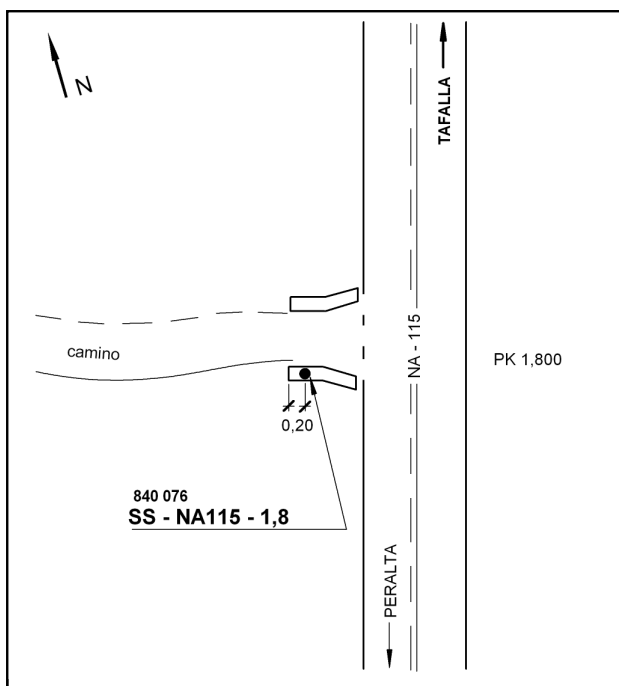 N
TAFALLA
camino
NA - 115
PK 1,800
0,20
840 076
SS - NA115 - 1,8
PERALTA